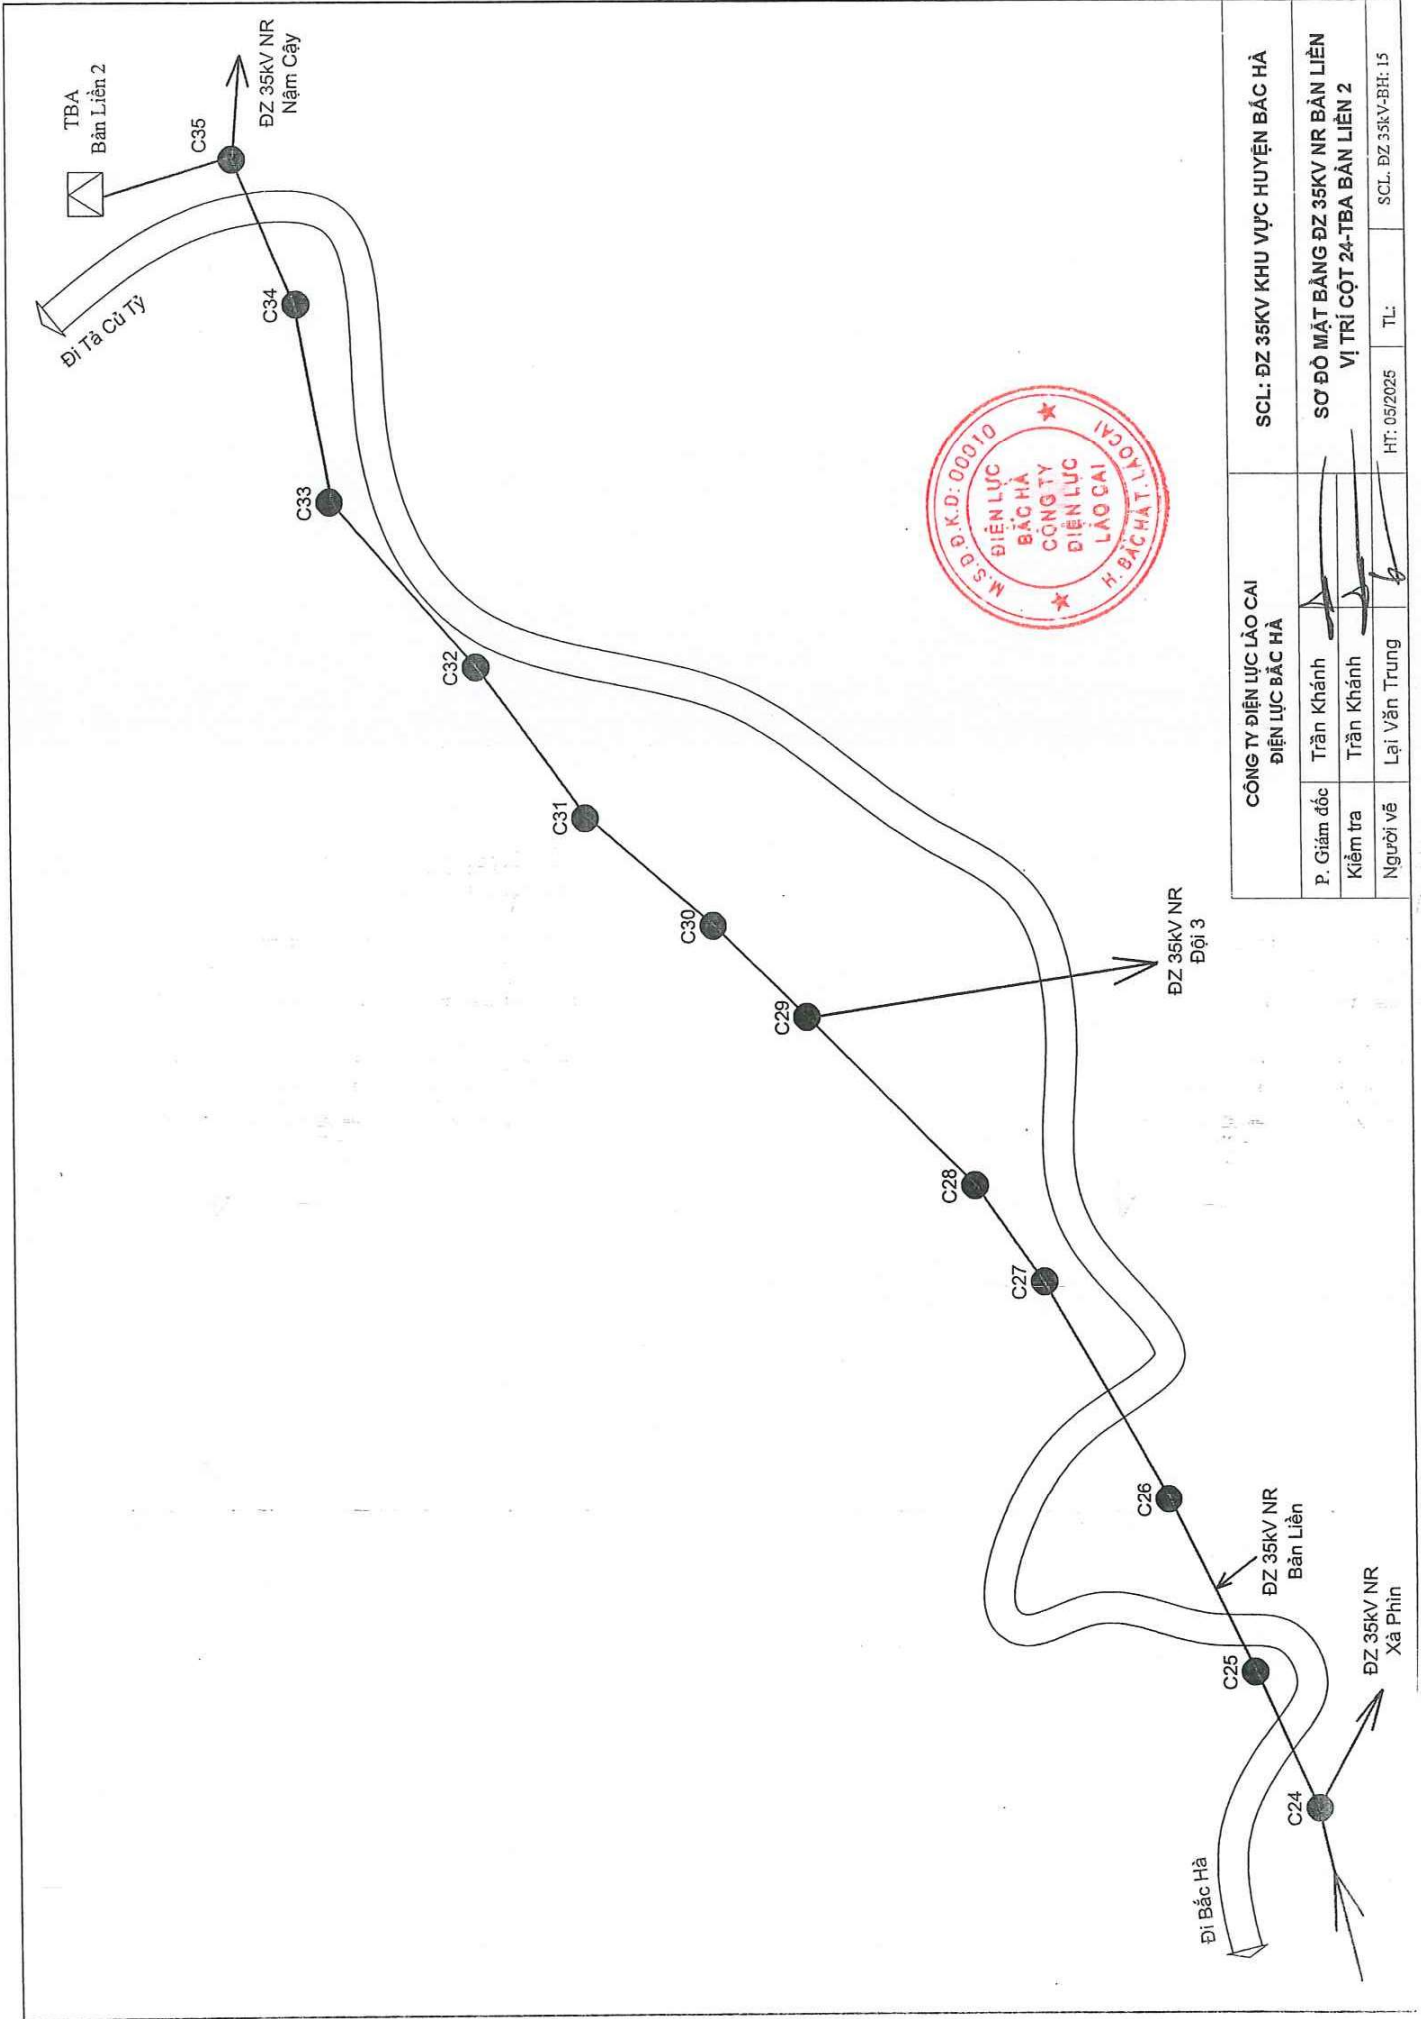 TBA
Bản Liền 2
C35
ĐZ 35kV NR
Nậm Cậy
Đi Tả Củ Tỷ
C34
C33
C32
C31
C30
C29
ĐZ 35kV NR
Đội 3
C28
C27
C26
ĐZ 35kV NR
Bản Liền
C25
ĐZ 35kV NR
Xà Phìn
C24
Đi Bắc Hà
M.S.D.Đ.K.D: 00010
ĐIỆN LỰC
BẮC HÀ
CÔNG TY
ĐIỆN LỰC
LÀO CAI
H. BẮC HÀ T. LÀO CAI
CÔNG TY ĐIỆN LỰC LÀO CAI
ĐIỆN LỰC BẮC HÀ
SCL: ĐZ 35KV KHU VỰC HUYỆN BẮC HÀ
P. Giám đốc Trần Khánh
Kiểm tra Trần Khánh
Người vẽ Lại Văn Trung
SƠ ĐỒ MẶT BẰNG ĐZ 35KV NR BẢN LIỀN
VỊ TRÍ CỘT 24-TBA BẢN LIỀN 2
HT: 05/2025 TL: SCL. ĐZ 35kV-BH: 15